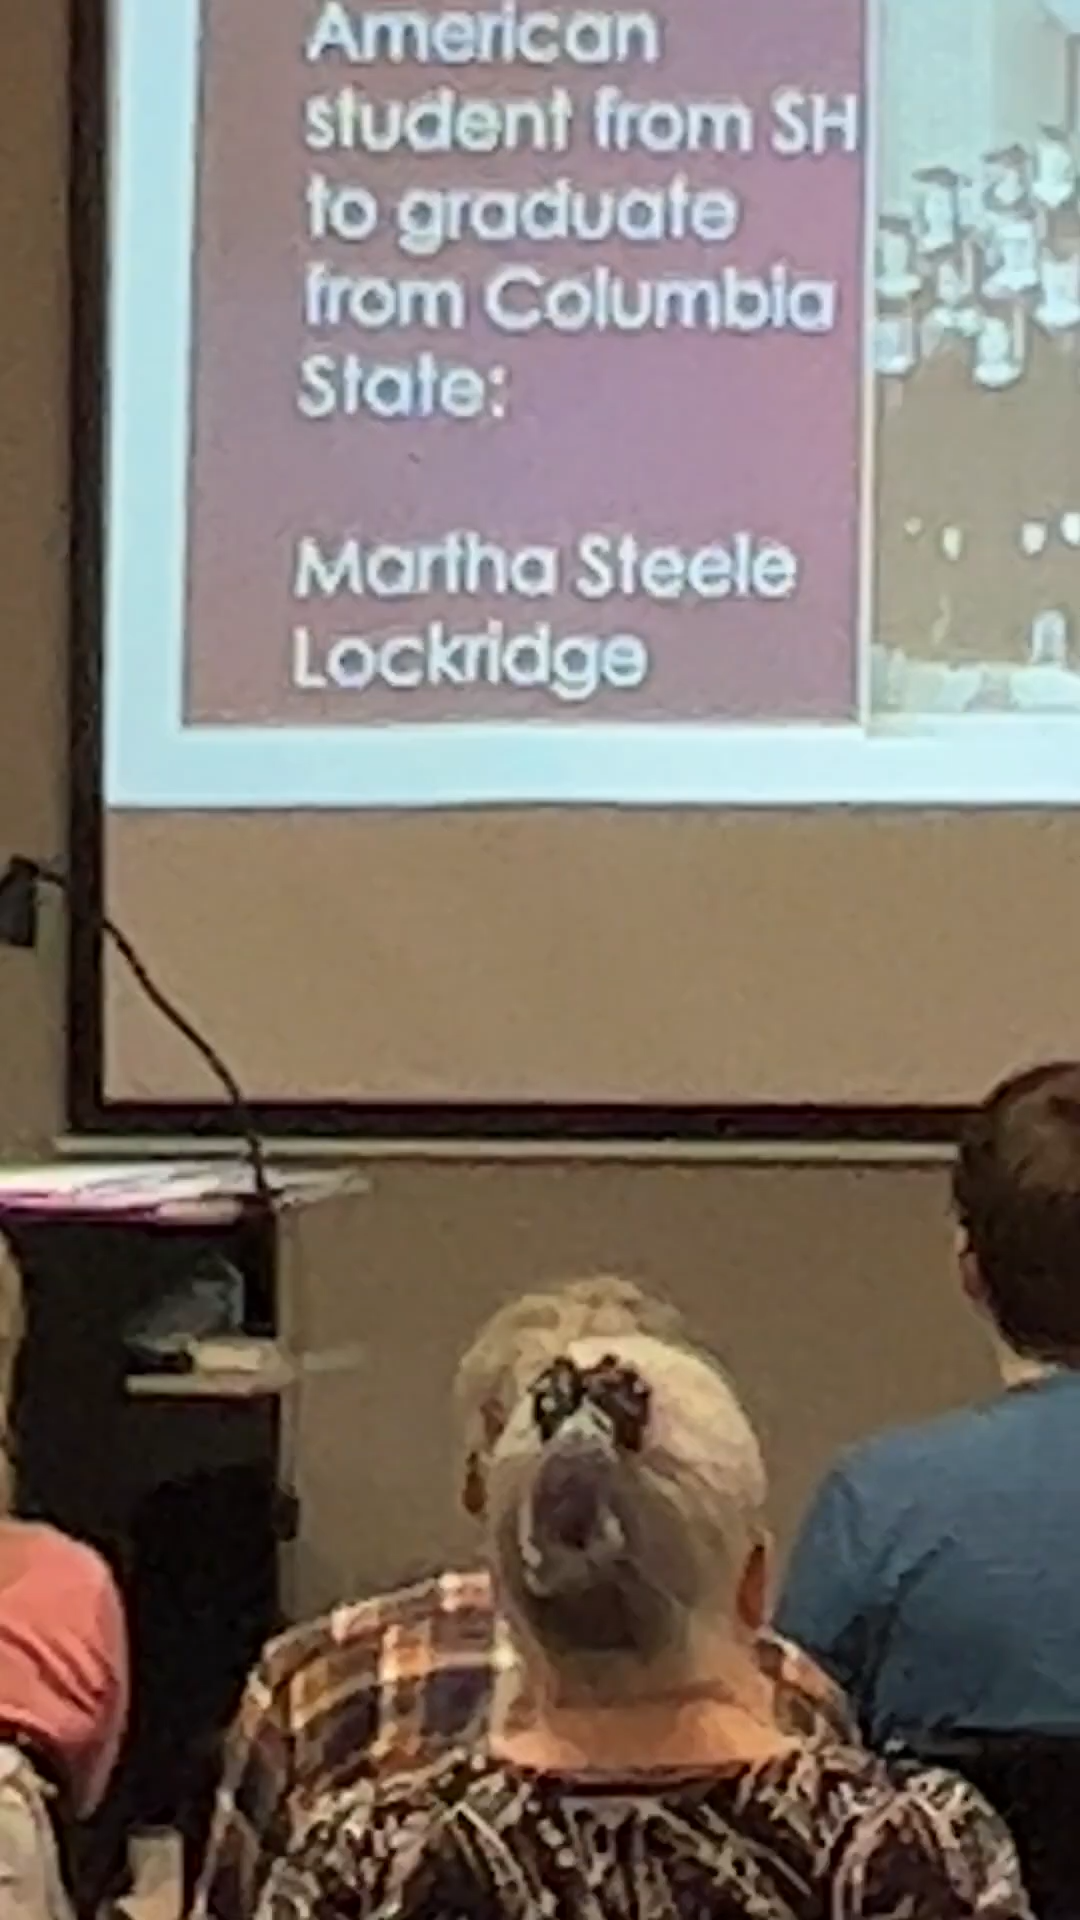 American
student from SH
to graduate
from Columbia
State:
Martha Steele
Lockridge